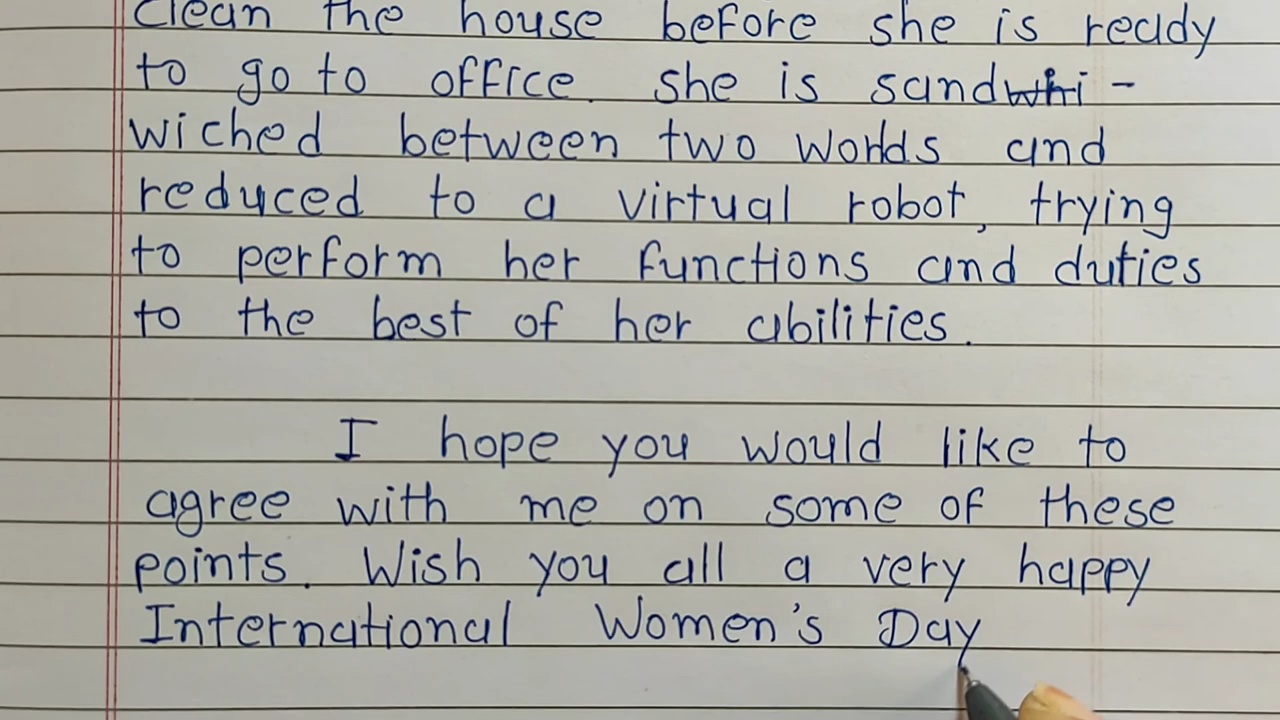 clean the house before she is ready
to go to office. she is sandwhi-
wiched between two worlds and
reduced to a virtual robot, trying
to perform her functions and duties
to the best of her abilities.
I hope you would like to
agree with me on some of these
points. Wish you all a very happy
International Women's Day